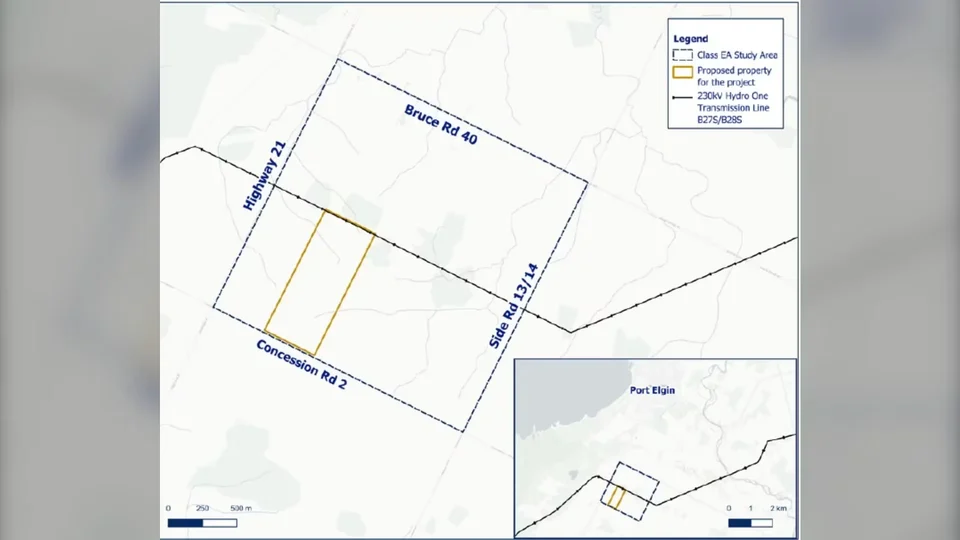 Legend
Class EA Study Area
Proposed property
for the project
230kV Hydro One
Transmission Line
B27S/B28S
Bruce Rd 40
Highway 21
Side Rd 13/14
Concession Rd 2
Port Elgin
0 250 500 m
0 1 2 km